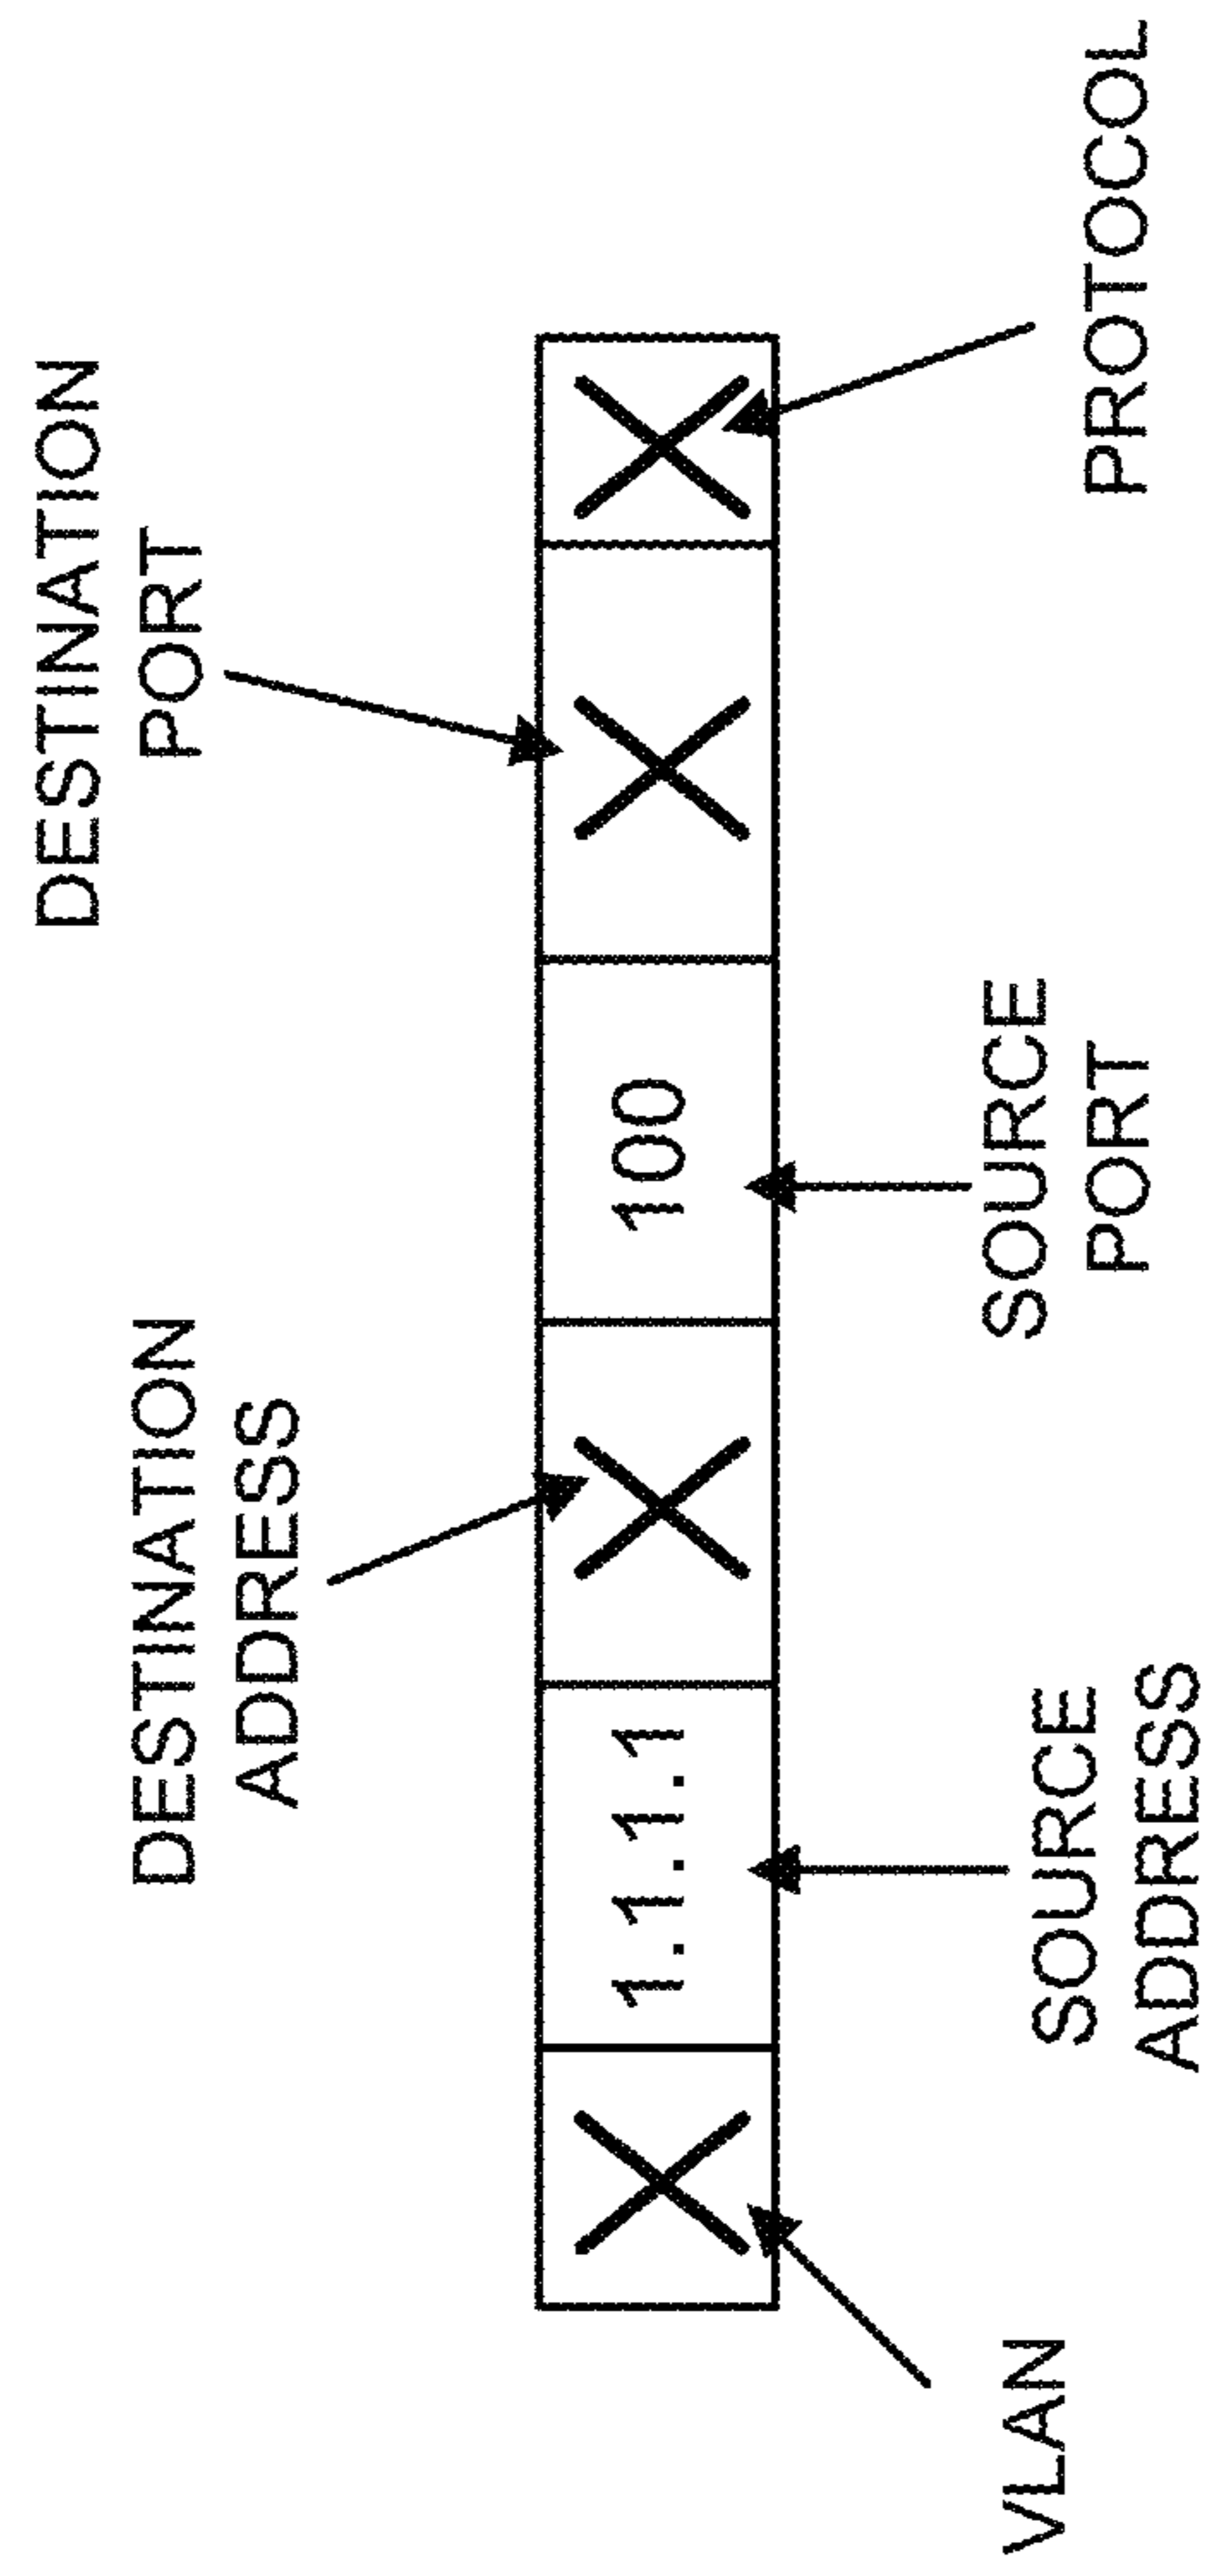 DESTINATION
PORT
DESTINATION
ADDRESS
X
1.1.1.1
X
100
X
X
VLAN
SOURCE
ADDRESS
SOURCE
PORT
PROTOCOL